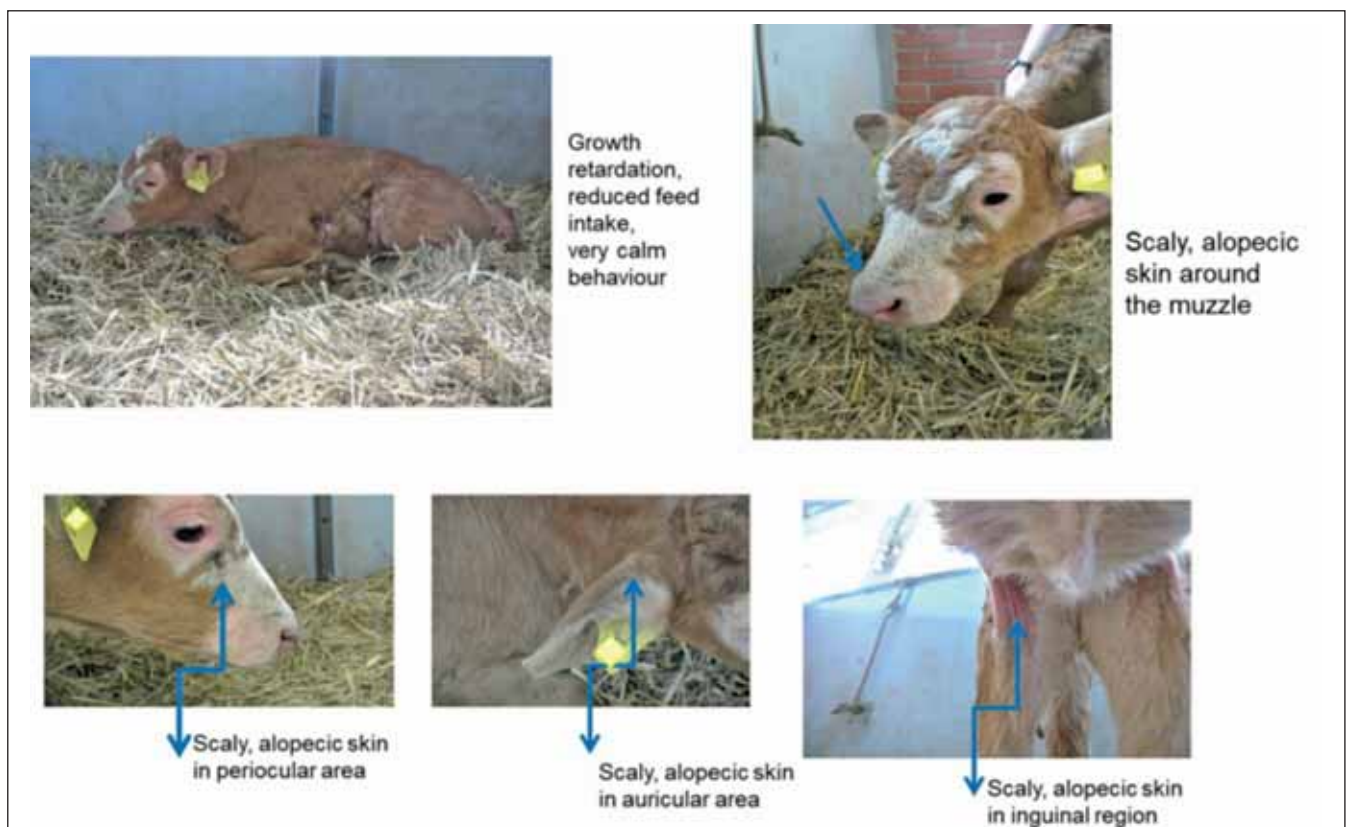 Growth
retardation,
reduced feed
intake,
very calm
behaviour
Scaly, alopecic
skin around
the muzzle
Scaly, alopecic skin
in periocular area
Scaly, alopecic skin
in auricular area
Scaly, alopecic skin
in inguinal region